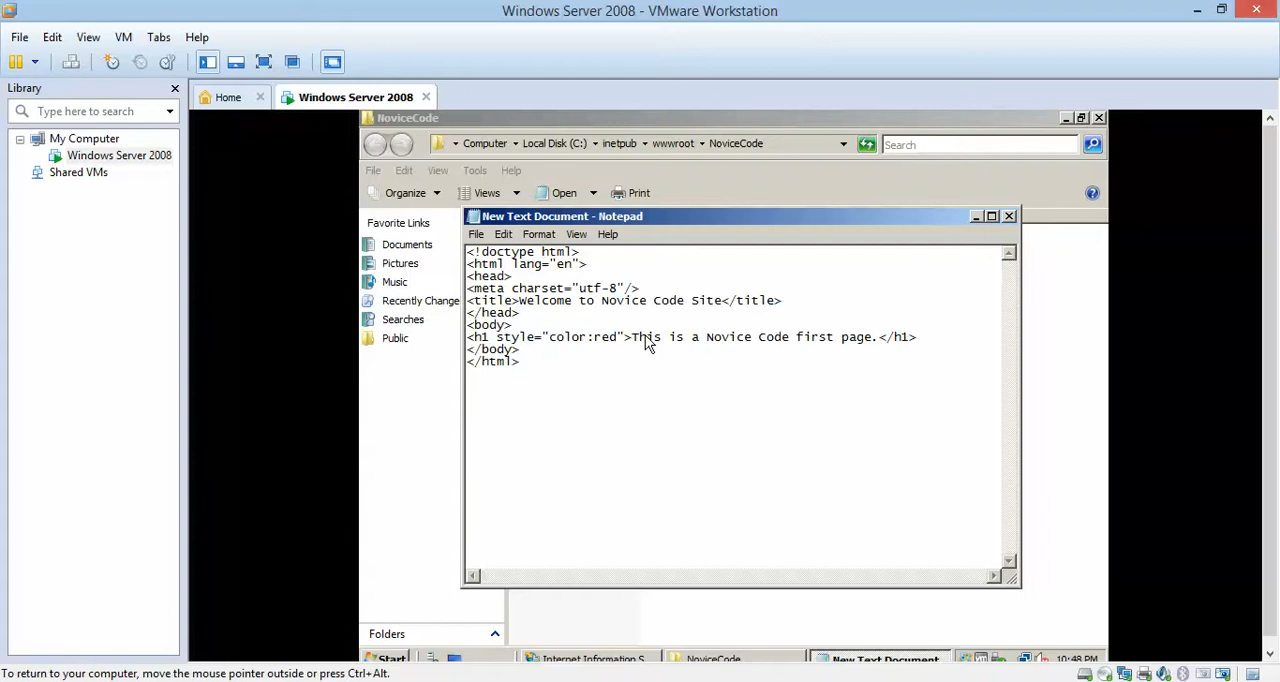 Windows Server 2008 - VMware Workstation
File Edit View VM Tabs Help
Library
Home
Windows Server 2008
Type here to search
My Computer
Windows Server 2008
Shared VMs
NoviceCode
Computer Local Disk (C:) inetpub wwwroot NoviceCode
Search
File Edit View Tools Help
Organize Views Open Print
Favorite Links
Documents
Pictures
Music
Recently Change
Searches
Public
Folders
New Text Document - Notepad
File Edit Format View Help
<!doctype html>
<html lang="en">
<head>
<meta charset="utf-8"/>
<title>Welcome to Novice Code Site</title>
</head>
<body>
<h1 style="color:red">This is a Novice Code first page.</h1>
</body>
</html>
Start Internet Information S NoviceCode New Text Document 10:48 PM
To return to your computer, move the mouse pointer outside or press Ctrl+Alt.